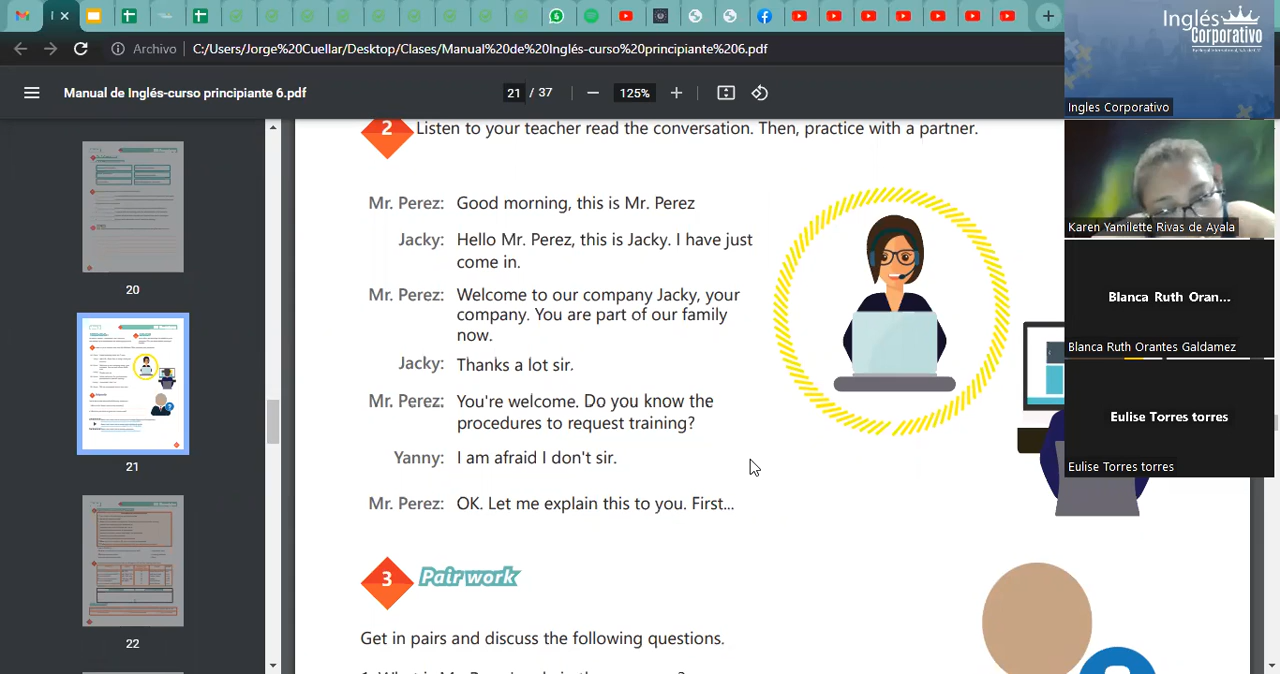 Archivo
C:/Users/Jorge%20Cuellar/Desktop/Clases/Manual%20de%20Inglés-curso%20principiante%206.pdf
Manual de Inglés-curso principiante 6.pdf
21 / 37
125%
20
21
22
2
Listen to your teacher read the conversation. Then, practice with a partner.
Mr. Perez: Good morning, this is Mr. Perez
Jacky: Hello Mr. Perez, this is Jacky. I have just
come in.
Mr. Perez: Welcome to our company Jacky, your
company. You are part of our family
now.
Jacky: Thanks a lot sir.
Mr. Perez: You're welcome. Do you know the
procedures to request training?
Yanny: I am afraid I don't sir.
Mr. Perez: OK. Let me explain this to you. First...
3
Pair work
Get in pairs and discuss the following questions.
Inglés
Corporativo
Ingles Corporativo
Karen Yamilette Rivas de Ayala
Blanca Ruth Oran...
Blanca Ruth Orantes Galdamez
Eulise Torres torres
Eulise Torres torres